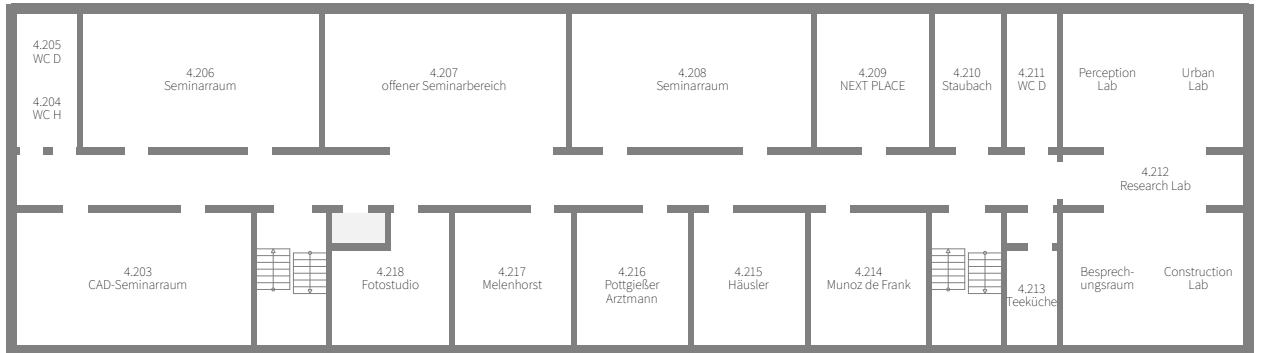 4.205
WC D
4.204
WC H
4.206
Seminarraum
4.207
offener Seminarbereich
4.208
Seminarraum
4.209
NEXT PLACE
4.210
Staubach
4.211
WC D
Perception
Lab
Urban
Lab
4.212
Research Lab
4.203
CAD-Seminarraum
4.218
Fotostudio
4.217
Melenhorst
4.216
Pottgießer
Arztmann
4.215
Häusler
4.214
Munoz de Frank
4.213
Teeküche
Besprech-
ungsraum
Construction
Lab